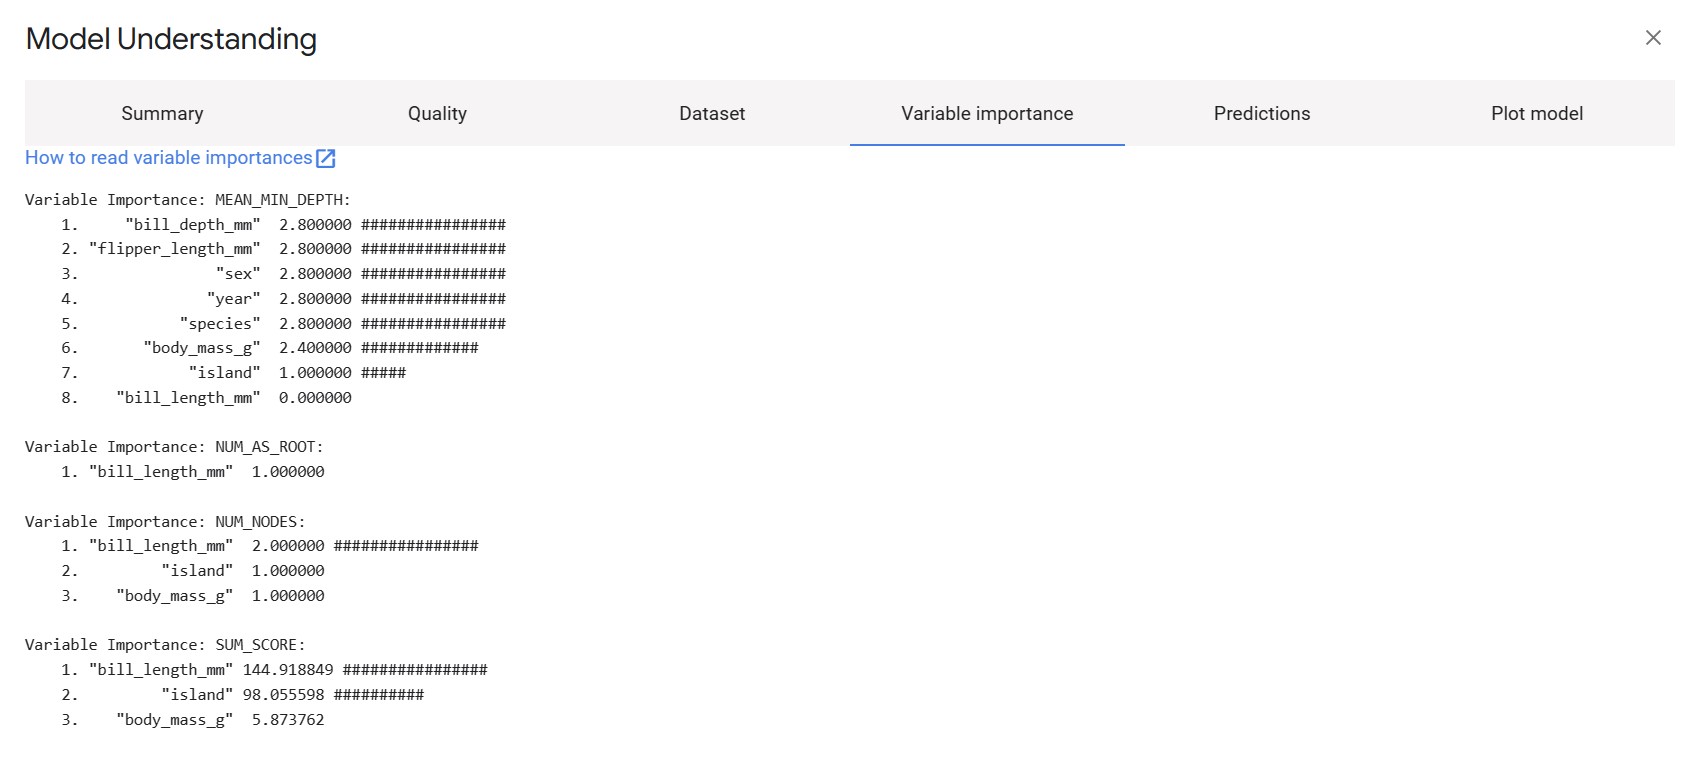 Model Understanding
Summary Quality Dataset Variable importance Predictions Plot model
How to read variable importances
Variable Importance: MEAN_MIN_DEPTH:
1. "bill_depth_mm" 2.800000 ################
2. "flipper_length_mm" 2.800000 ################
3. "sex" 2.800000 ################
4. "year" 2.800000 ################
5. "species" 2.800000 ################
6. "body_mass_g" 2.400000 #############
7. "island" 1.000000 #####
8. "bill_length_mm" 0.000000
Variable Importance: NUM_AS_ROOT:
1. "bill_length_mm" 1.000000
Variable Importance: NUM_NODES:
1. "bill_length_mm" 2.000000 ################
2. "island" 1.000000
3. "body_mass_g" 1.000000
Variable Importance: SUM_SCORE:
1. "bill_length_mm" 144.918849 ################
2. "island" 98.055598 ##########
3. "body_mass_g" 5.873762